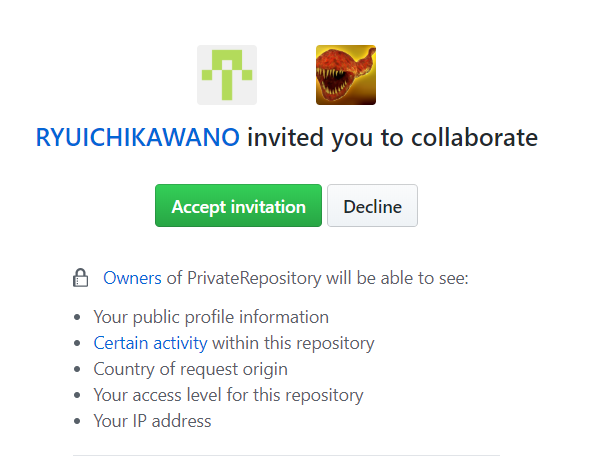 RYUICHIKAWANO invited you to collaborate
Accept invitation Decline
Owners of PrivateRepository will be able to see:
• Your public profile information
• Certain activity within this repository
• Country of request origin
• Your access level for this repository
• Your IP address